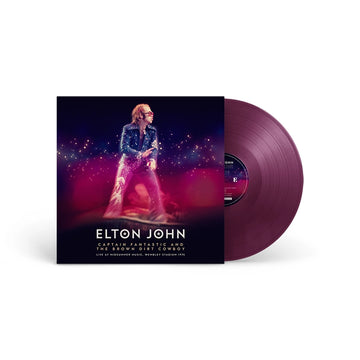 ELTON JOHN
CAPTAIN FANTASTIC AND
THE BROWN DIRT COWBOY
LIVE AT MIDSUMMER MUSIC, WEMBLEY STADIUM 1975